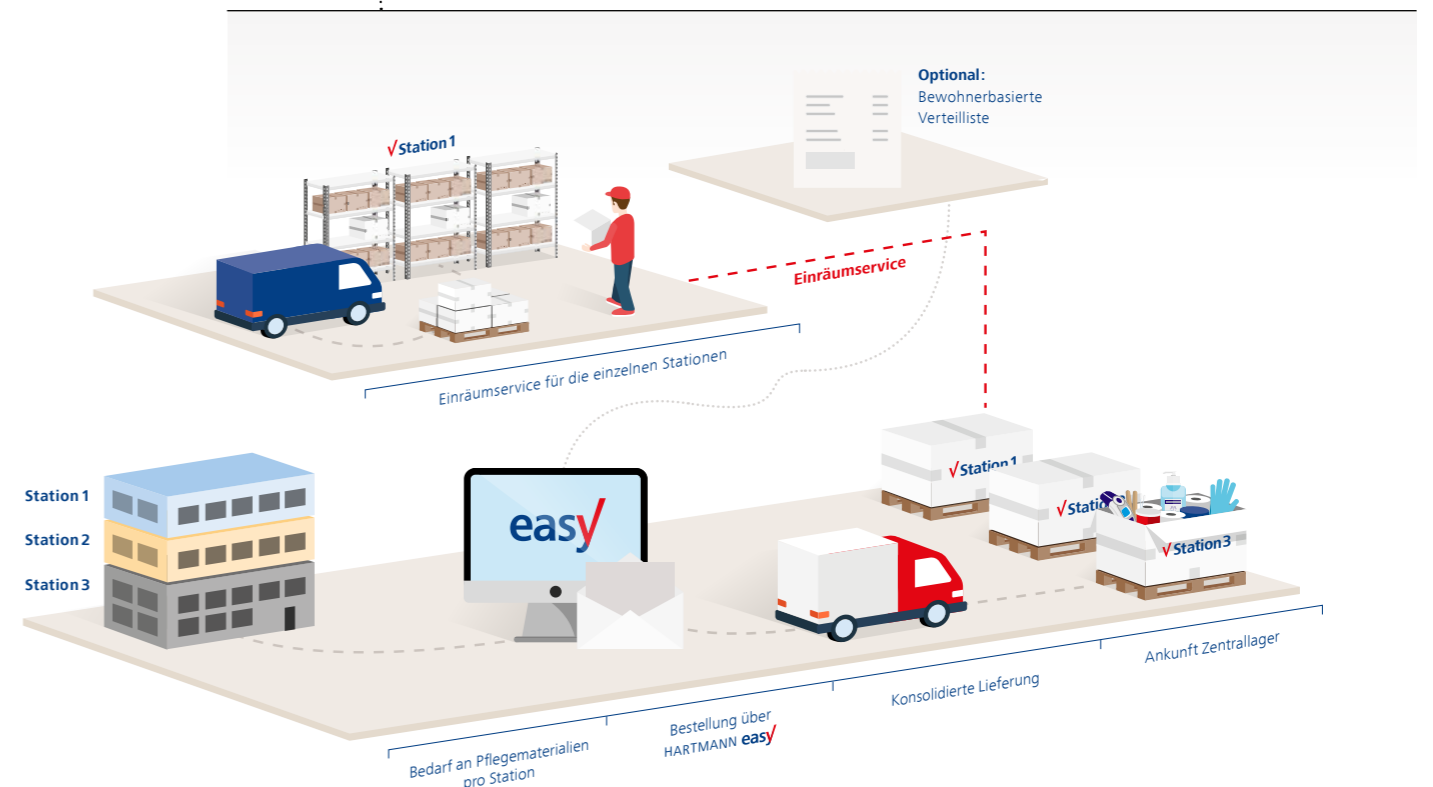 Optional:
Bewohnerbasierte
Verteilliste
√Station 1
Einräumservice
Einräumservice für die einzelnen Stationen
Station 1
Station 2
Station 3
easy
√Station 1
√Station 3
Bedarf an Pflegematerialien
pro Station
Bestellung über
HARTMANN easy
Konsolidierte Lieferung
Ankunft Zentrallager